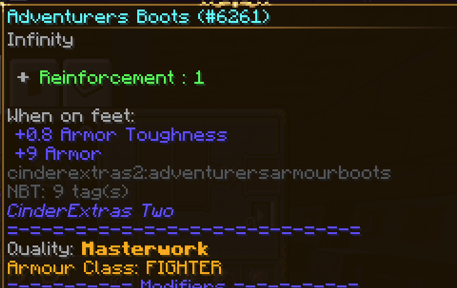 Adventurers Boots (#6261)
Infinity
+ Reinforcement : 1
When on feet:
+0.8 Armor Toughness
+9 Armor
cinderextras2:adventurersarmourboots
NBT: 9 tag(s)
CinderExtras Two
=-=-=-=-=-=-=-=-=-=-=-=-=-=-=
Quality: Masterwork
Armour Class: FIGHTER
=-=-=-=-=- Modifiers =-=-=-=-=-